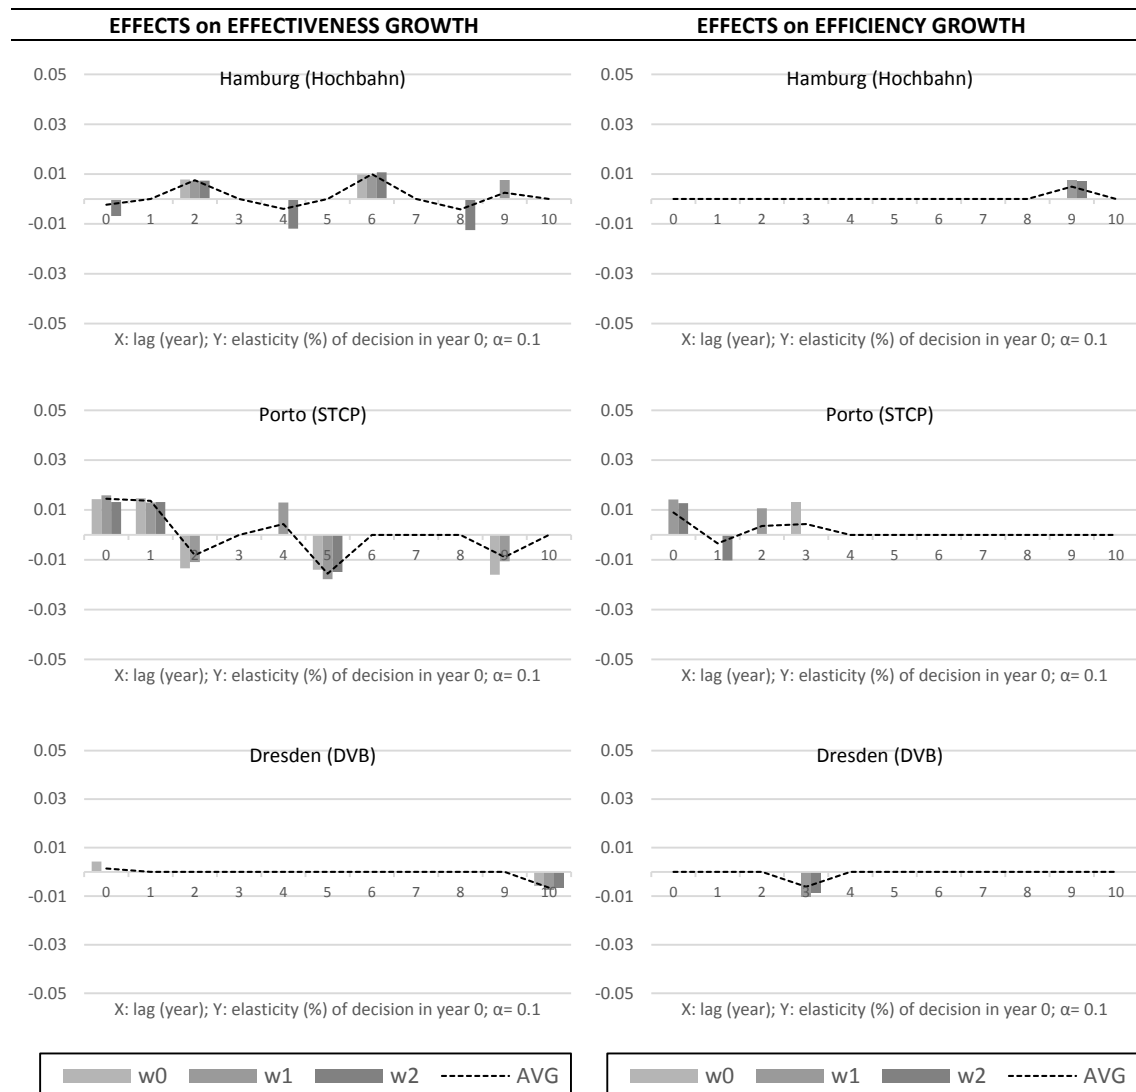 EFFECTS on EFFECTIVENESS GROWTH
EFFECTS on EFFICIENCY GROWTH
Hamburg (Hochbahn)
0.05
0.03
0.01
-0.01
-0.03
-0.05
0 1 2 3 4 5 6 7 8 9 10
X: lag (year); Y: elasticity (%) of decision in year 0; α= 0.1
Hamburg (Hochbahn)
0.05
0.03
0.01
-0.01
-0.03
-0.05
0 1 2 3 4 5 6 7 8 9 10
X: lag (year); Y: elasticity (%) of decision in year 0; α= 0.1
Porto (STCP)
0.05
0.03
0.01
-0.01
-0.03
-0.05
0 1 2 3 4 5 6 7 8 9 10
X: lag (year); Y: elasticity (%) of decision in year 0; α= 0.1
Porto (STCP)
0.05
0.03
0.01
-0.01
-0.03
-0.05
0 1 2 3 4 5 6 7 8 9 10
X: lag (year); Y: elasticity (%) of decision in year 0; α= 0.1
Dresden (DVB)
0.05
0.03
0.01
-0.01
-0.03
-0.05
0 1 2 3 4 5 6 7 8 9 10
X: lag (year); Y: elasticity (%) of decision in year 0; α= 0.1
Dresden (DVB)
0.05
0.03
0.01
-0.01
-0.03
-0.05
0 1 2 3 4 5 6 7 8 9 10
X: lag (year); Y: elasticity (%) of decision in year 0; α= 0.1
w0 w1 w2 AVG
w0 w1 w2 AVG